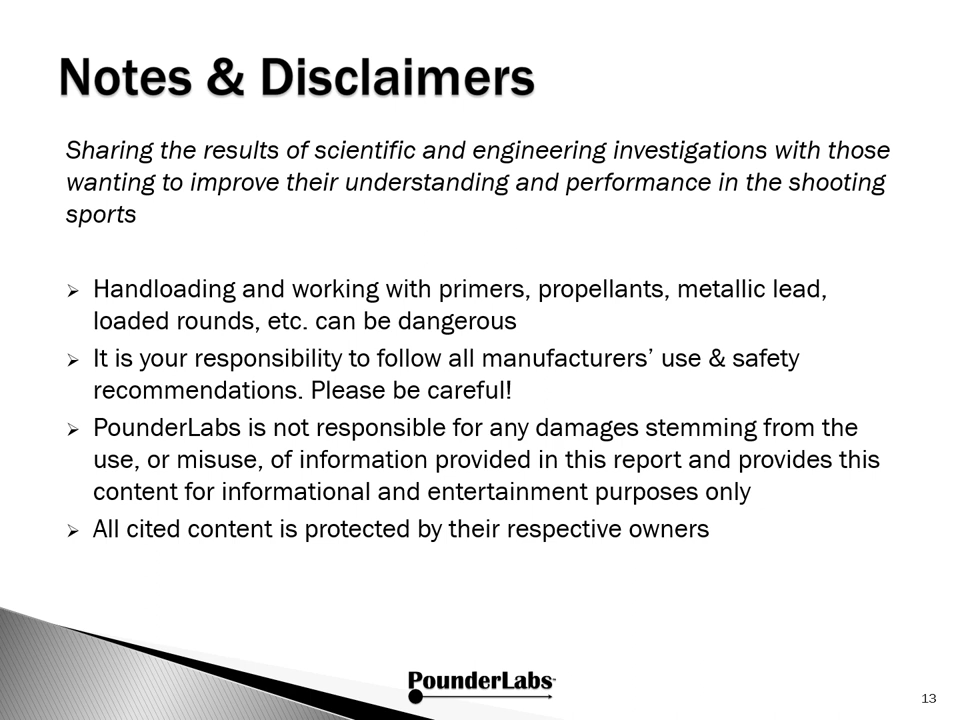 Notes & Disclaimers
Sharing the results of scientific and engineering investigations with those
wanting to improve their understanding and performance in the shooting
sports
Handloading and working with primers, propellants, metallic lead,
loaded rounds, etc. can be dangerous
It is your responsibility to follow all manufacturers’ use & safety
recommendations. Please be careful!
PounderLabs is not responsible for any damages stemming from the
use, or misuse, of information provided in this report and provides this
content for informational and entertainment purposes only
All cited content is protected by their respective owners
PounderLabs
13